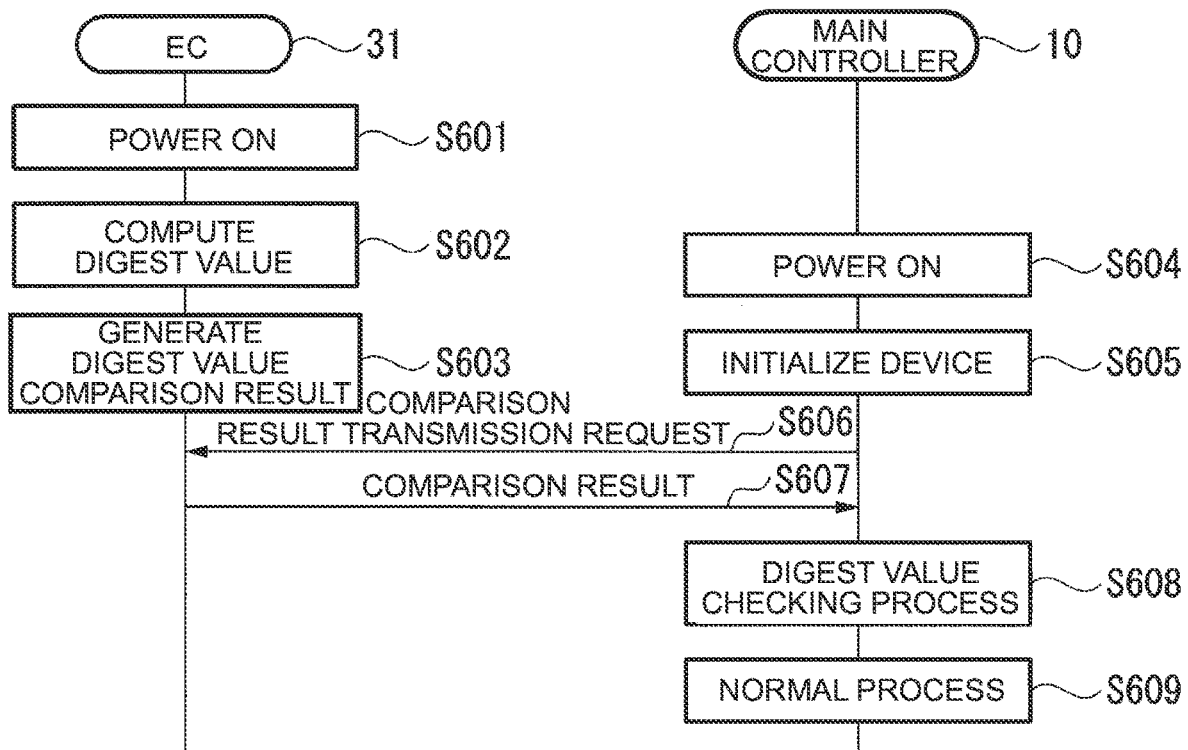 EC
31
MAIN
CONTROLLER
10
POWER ON
S601
COMPUTE
DIGEST VALUE
S602
POWER ON
S604
GENERATE
DIGEST VALUE
COMPARISON RESULT
S603
INITIALIZE DEVICE
S605
COMPARISON
RESULT TRANSMISSION REQUEST
S606
COMPARISON RESULT
S607
DIGEST VALUE
CHECKING PROCESS
S608
NORMAL PROCESS
S609